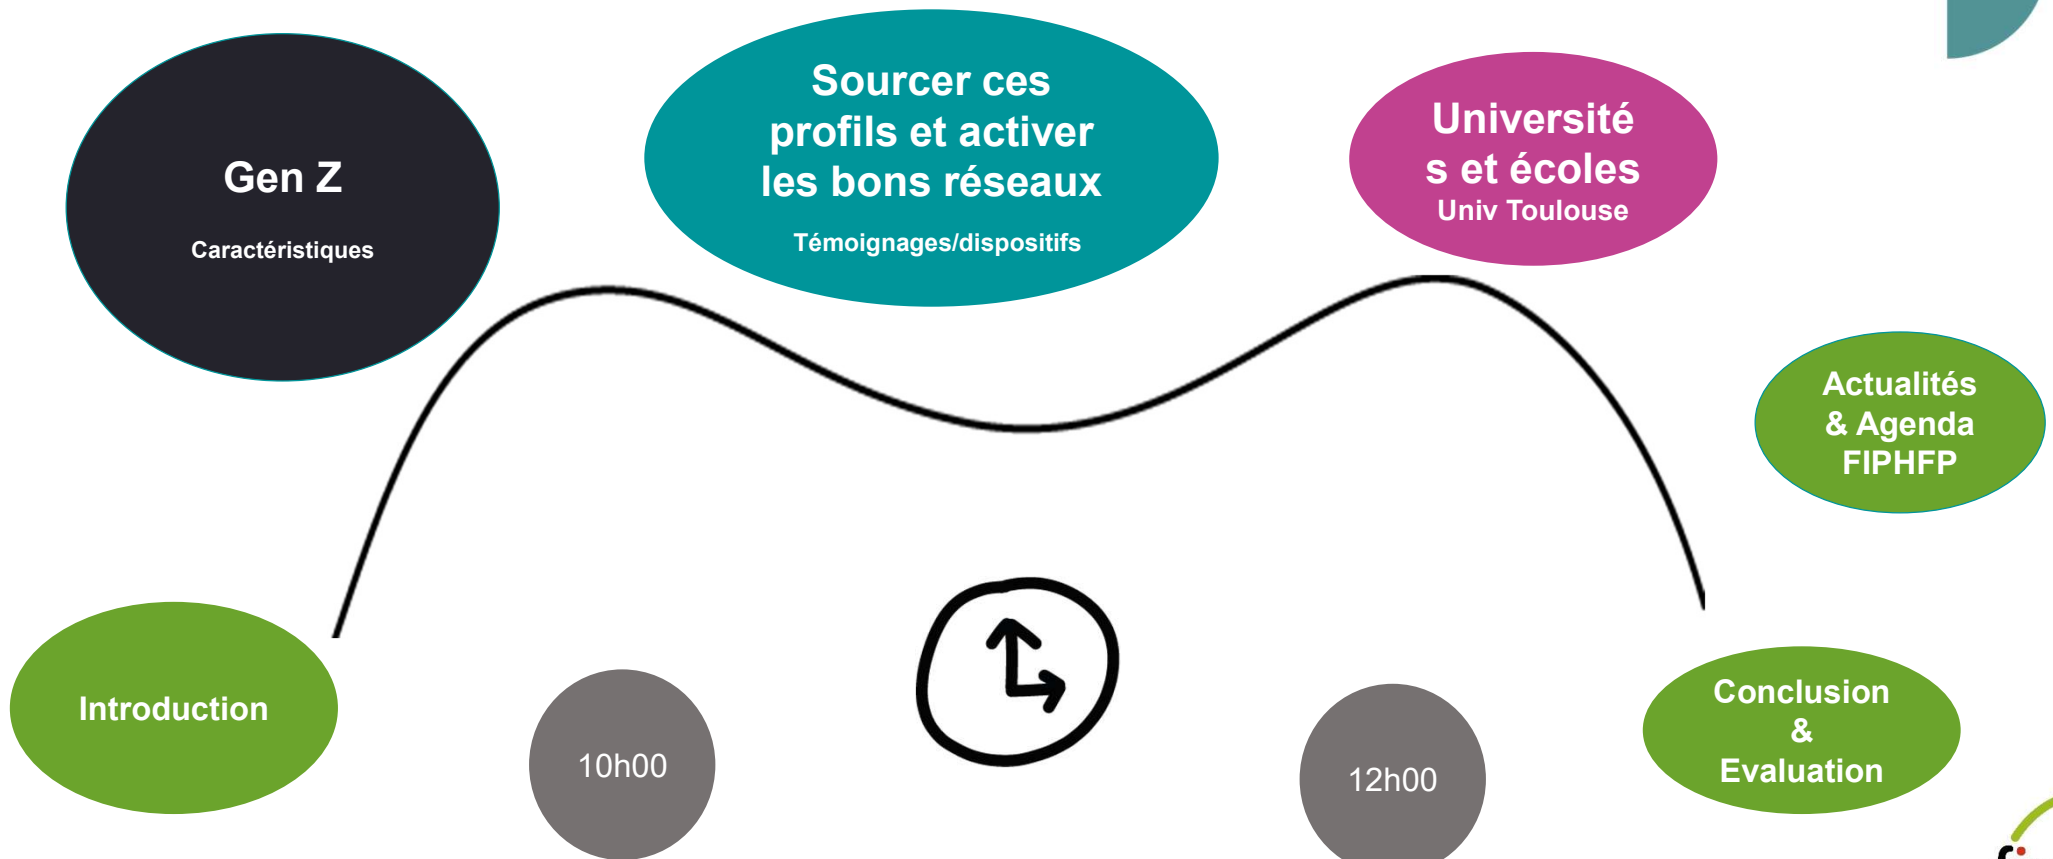 Gen Z
Caractéristiques
Sourcer ces
profils et activer
les bons réseaux
Témoignages/dispositifs
Université
s et écoles
Univ Toulouse
Actualités
& Agenda
FIPHFP
Introduction
10h00
12h00
Conclusion
&
Evaluation